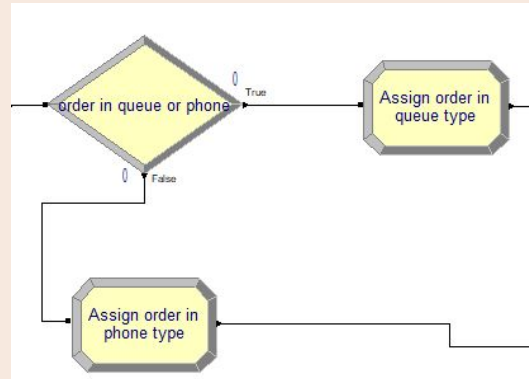 0
True
order in queue or phone
Assign order in
queue type
0
False
Assign order in
phone type